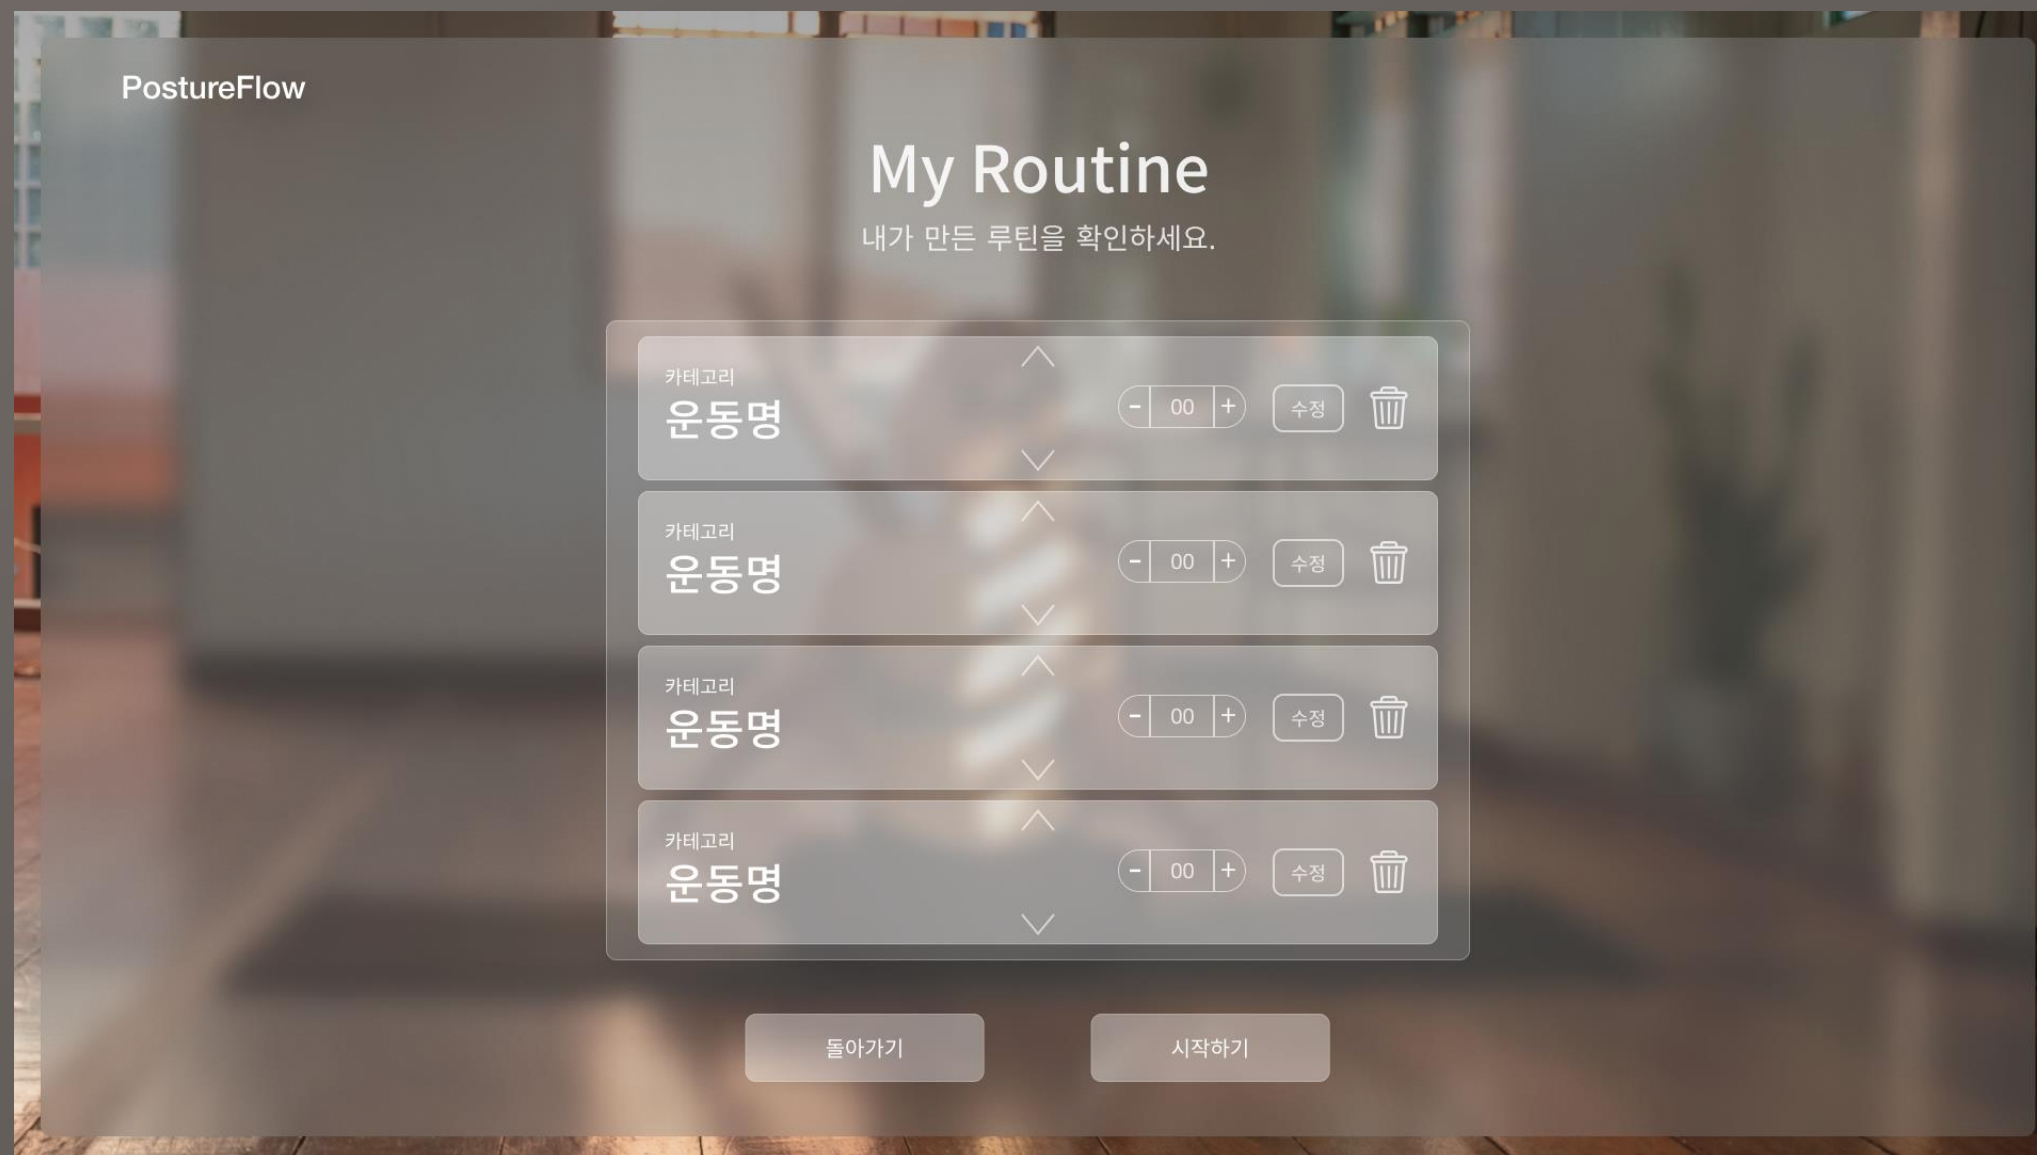 PostureFlow
My Routine
내가 만든 루틴을 확인하세요.
카테고리
운동명
- 00 +
수정
카테고리
운동명
- 00 +
수정
카테고리
운동명
- 00 +
수정
카테고리
운동명
- 00 +
수정
돌아가기
시작하기